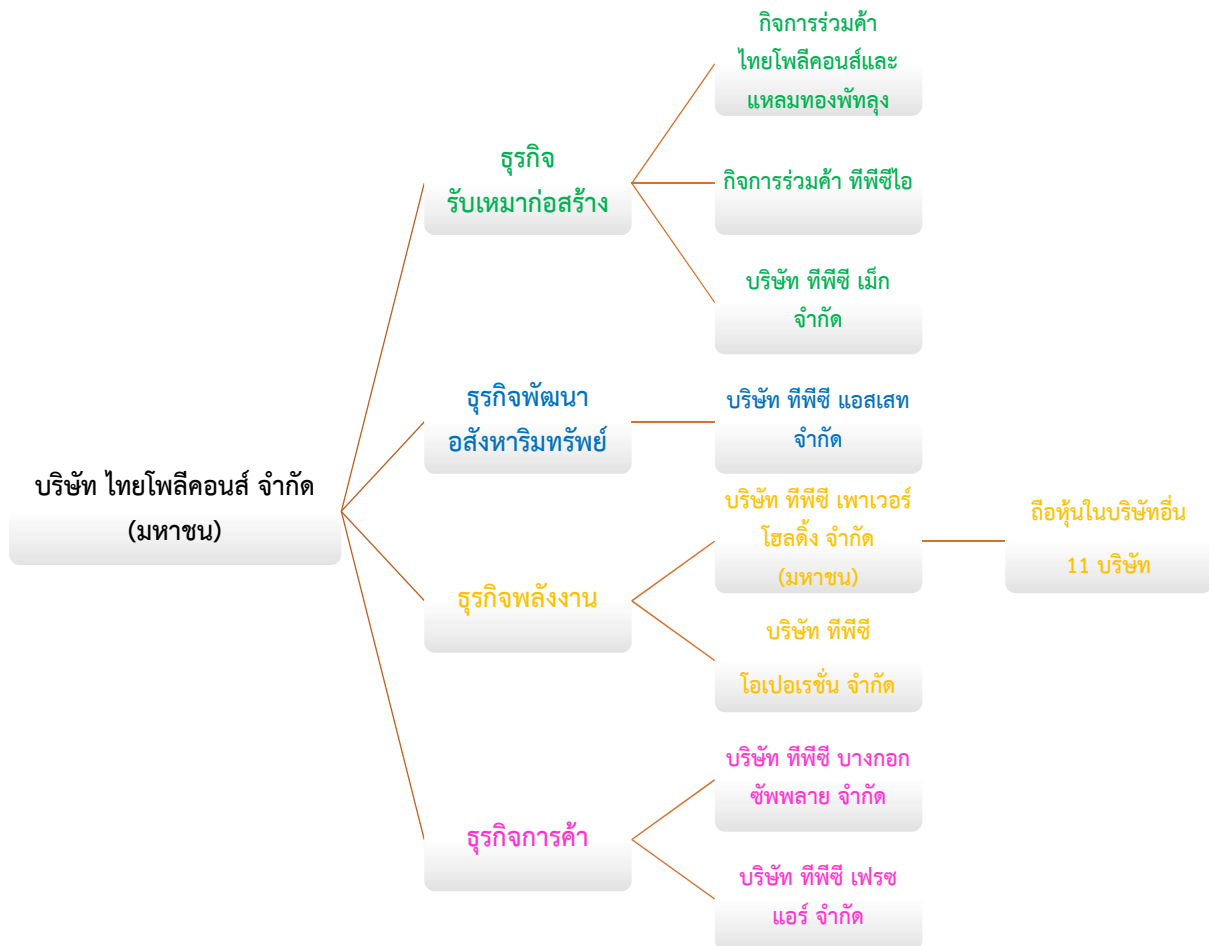 บริษัท ไทยโพลีคอนส์ จำกัด
(มหาชน)
ธุรกิจ
รับเหมาก่อสร้าง
กิจการร่วมค้า
ไทยโพลีคอนส์และ
แหลมทองพัทลุง
กิจการร่วมค้า ทีพีซีไอ
บริษัท ทีพีซี เม็ก
จำกัด
ธุรกิจพัฒนา
อสังหาริมทรัพย์
บริษัท ทีพีซี แอสเสท
จำกัด
ธุรกิจพลังงาน
บริษัท ทีพีซี เพาเวอร์
โฮลดิ้ง จำกัด
(มหาชน)
ถือหุ้นในบริษัทอื่น
11 บริษัท
บริษัท ทีพีซี
โอเปอเรชั่น จำกัด
ธุรกิจการค้า
บริษัท ทีพีซี บางกอก
ซัพพลาย จำกัด
บริษัท ทีพีซี เฟรซ
แอร์ จำกัด